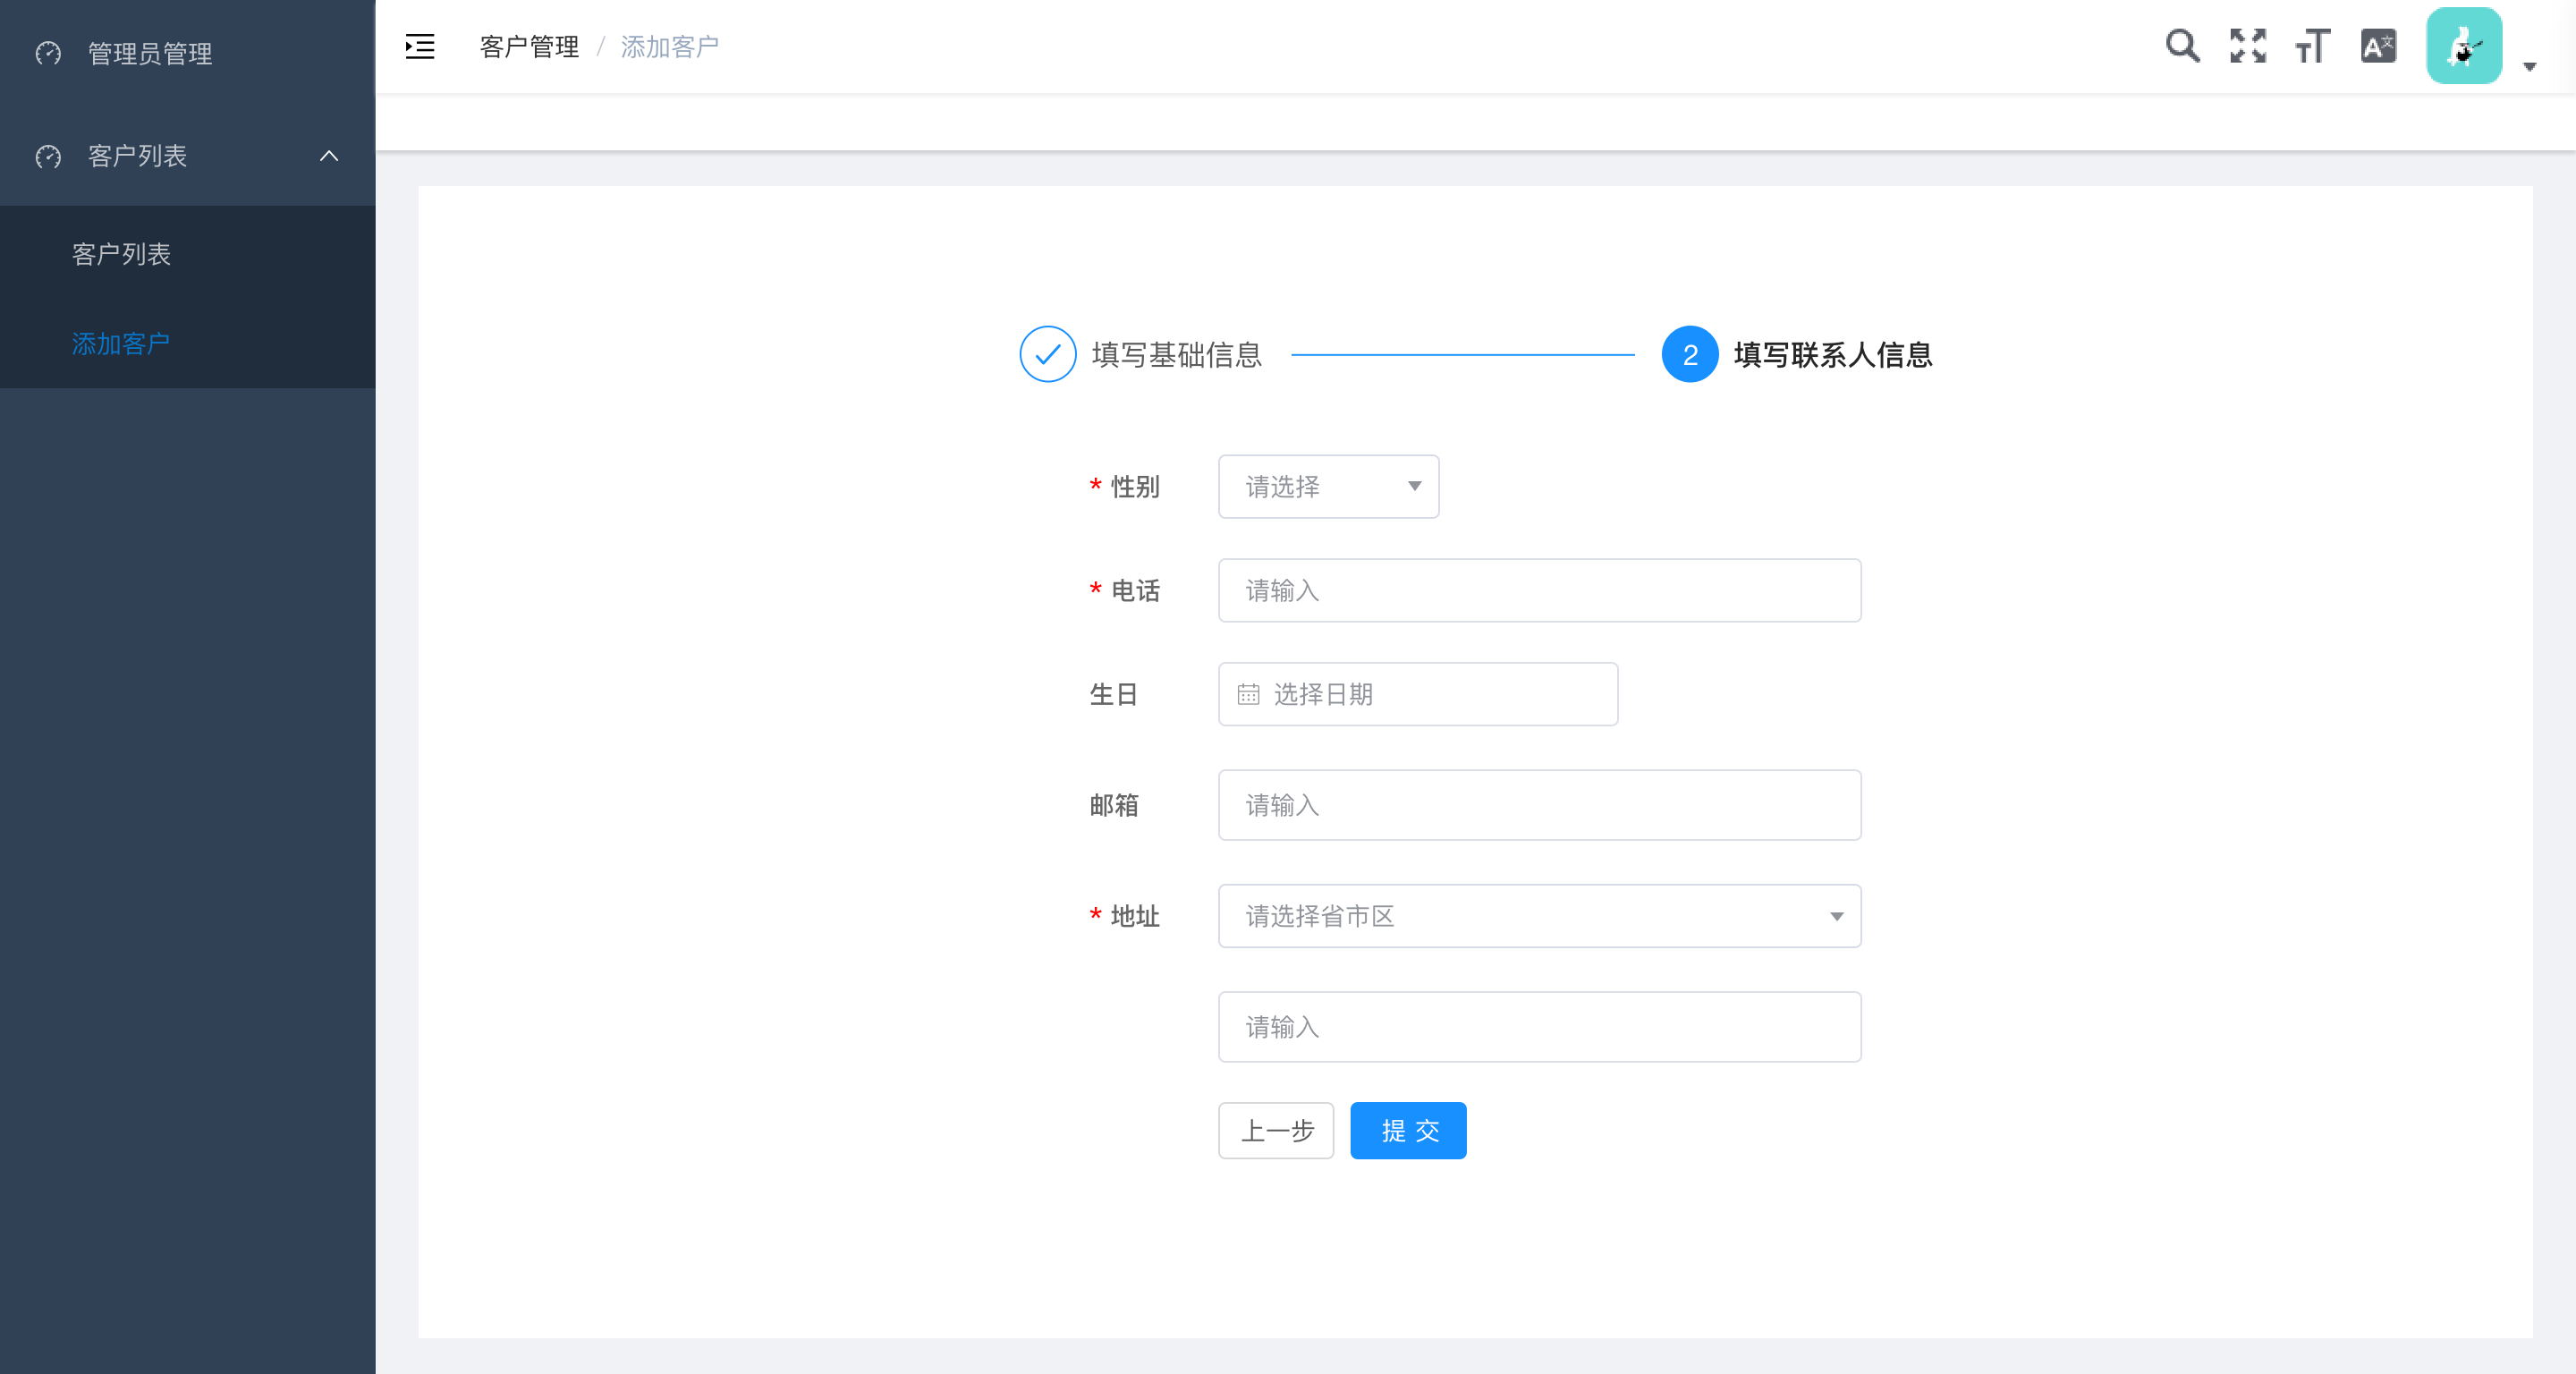 管理员管理
客户列表
客户列表
添加客户
客户管理 / 添加客户
填写基础信息
2 填写联系人信息
* 性别 请选择
* 电话 请输入
生日 选择日期
邮箱 请输入
* 地址 请选择省市区
请输入
上一步 提交